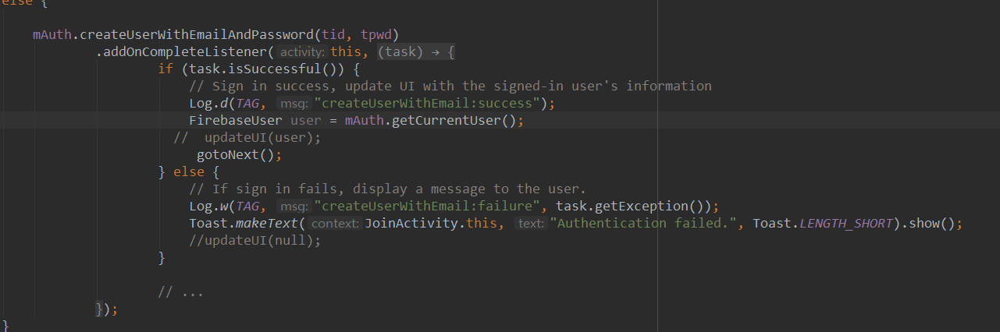 else {
mAuth.createUserWithEmailAndPassword(tid, tpwd)
.addOnCompleteListener( activity: this, (task) → {
if (task.isSuccessful()) {
// Sign in success, update UI with the signed-in user's information
Log.d(TAG, msg: "createUserWithEmail:success");
FirebaseUser user = mAuth.getCurrentUser();
// updateUI(user);
gotoNext();
} else {
// If sign in fails, display a message to the user.
Log.w(TAG, msg: "createUserWithEmail:failure", task.getException());
Toast.makeText( context: JoinActivity.this, text: "Authentication failed.", Toast.LENGTH_SHORT).show();
//updateUI(null);
}
// ...
});
}